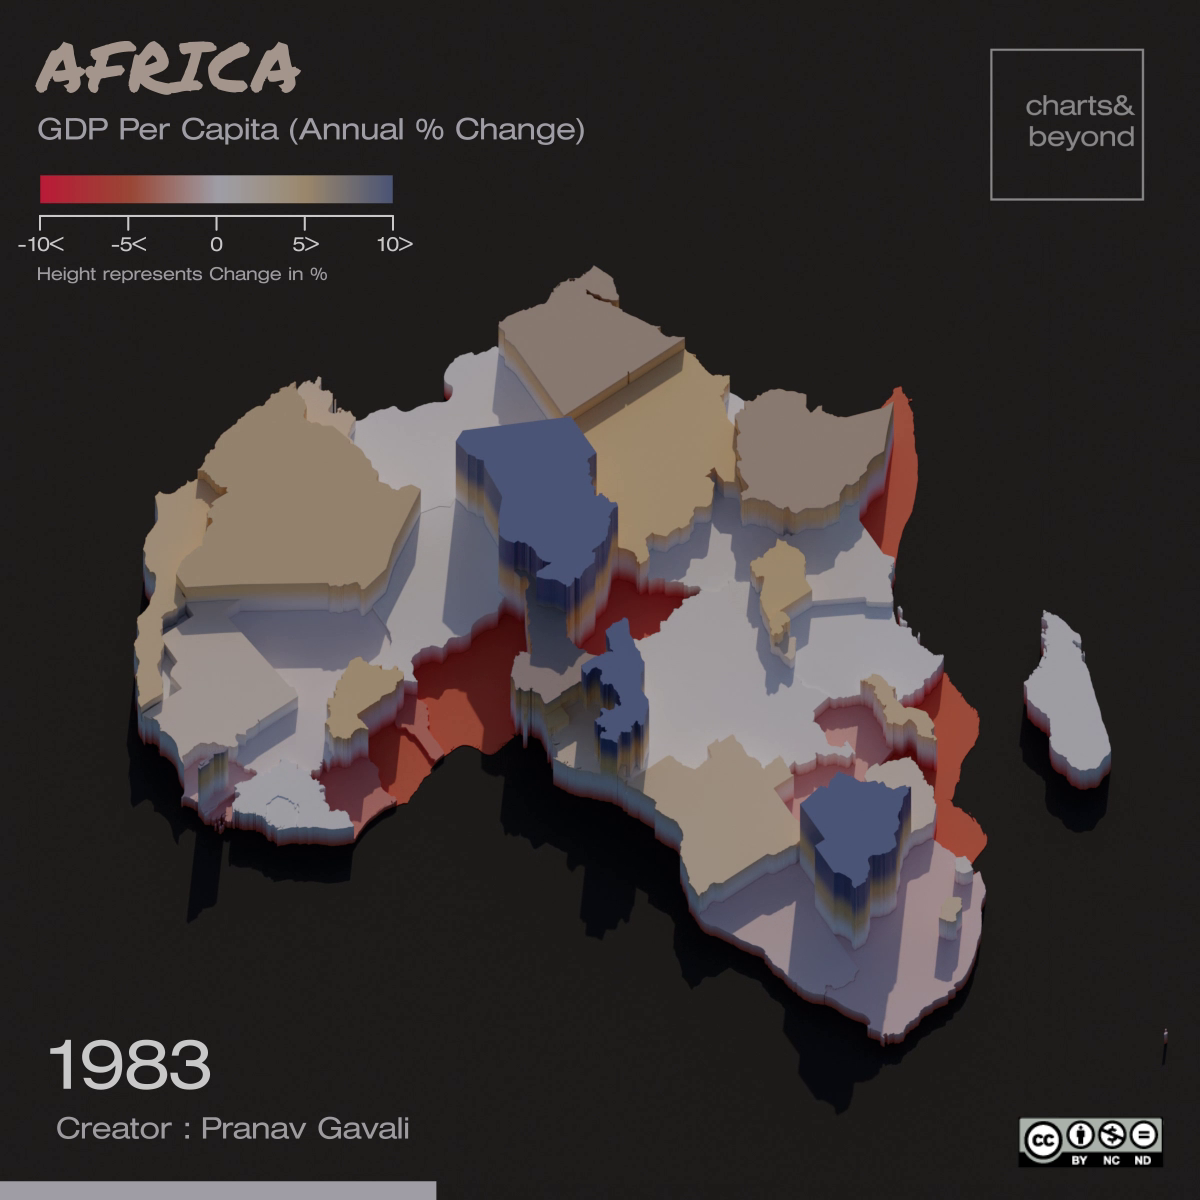 AFRICA
GDP Per Capita (Annual % Change)
charts&
beyond
-10< -5< 0 5> 10>
Height represents Change in %
1983
Creator : Pranav Gavali
cc
BY NC ND